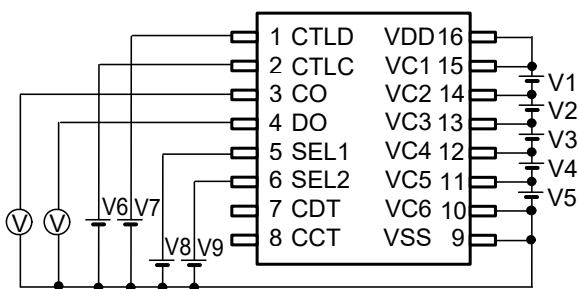 1 CTLD VDD 16
2 CTLC VC1 15
V1
3 CO VC2 14
V2
4 DO VC3 13
V3
5 SEL1 VC4 12
V4
6 SEL2 VC5 11
V5
7 CDT VC6 10
8 CCT VSS 9
V V V6 V7
V8 V9